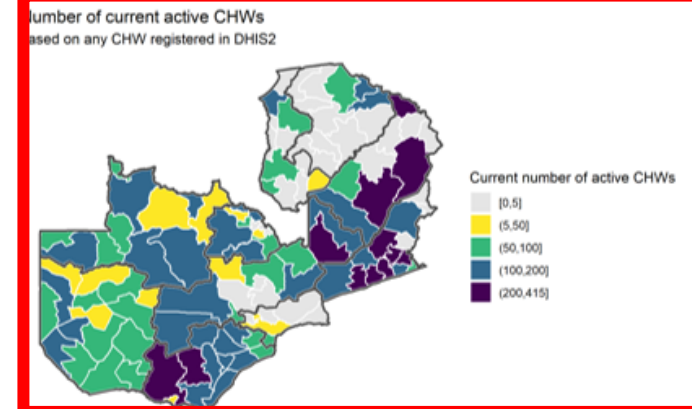 Number of current active CHWs
ased on any CHW registered in DHIS2
Current number of active CHWs
[0,5]
(5,50]
(50,100]
(100,200]
(200,415]